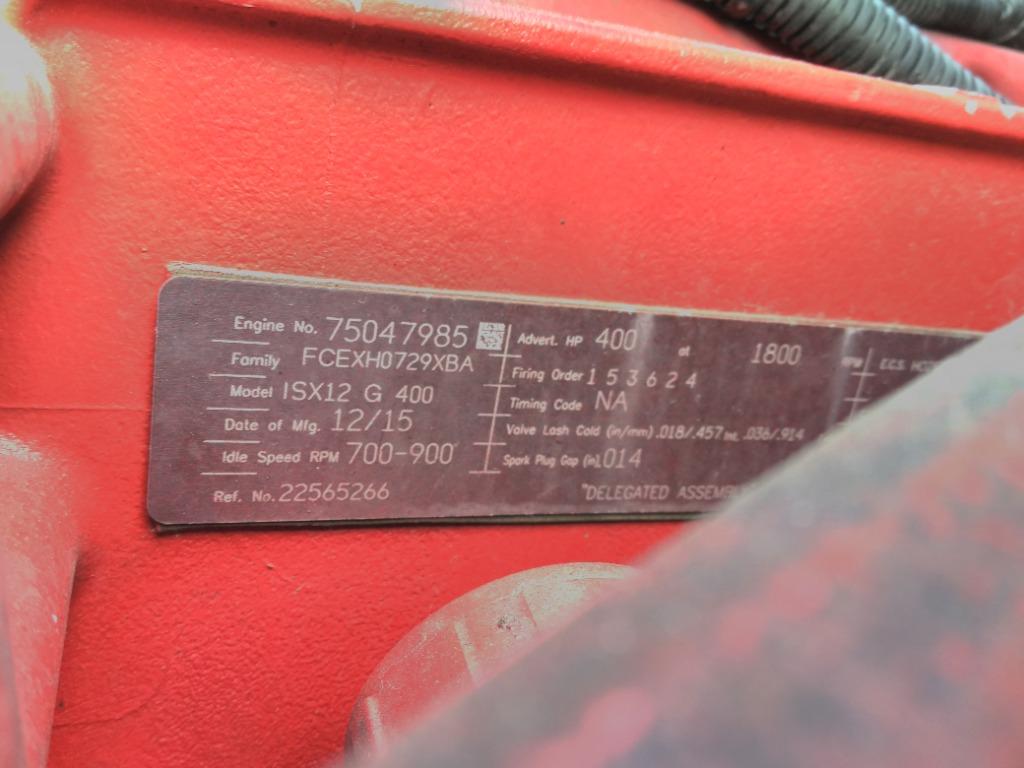 Engine No. 75047985
Family FCEXH0729XBA
Model ISX12 G 400
Date of Mfg. 12/15
Idle Speed RPM 700-900
Ref. No. 22565266
Advert. HP 400 at 1800 RPM
Firing Order 1 5 3 6 2 4
Timing Code NA
Valve Lash Cold (in/mm) .018/.457 Int. .036/.914
Spark Plug Gap (in) .014
"DELEGATED
E.C.S.